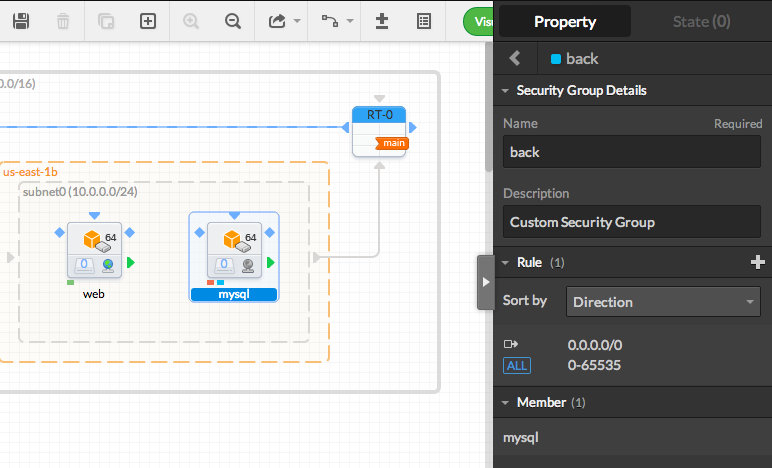 Visu
Property
State (0)
back
0.0/16)
Security Group Details
Name
Required
back
Description
Custom Security Group
Rule (1)
Sort by
Direction
0.0.0.0/0
ALL
0-65535
Member (1)
mysql
RT-0
main
us-east-1b
subnet0 (10.0.0.0/24)
64
0
web
64
0
mysql